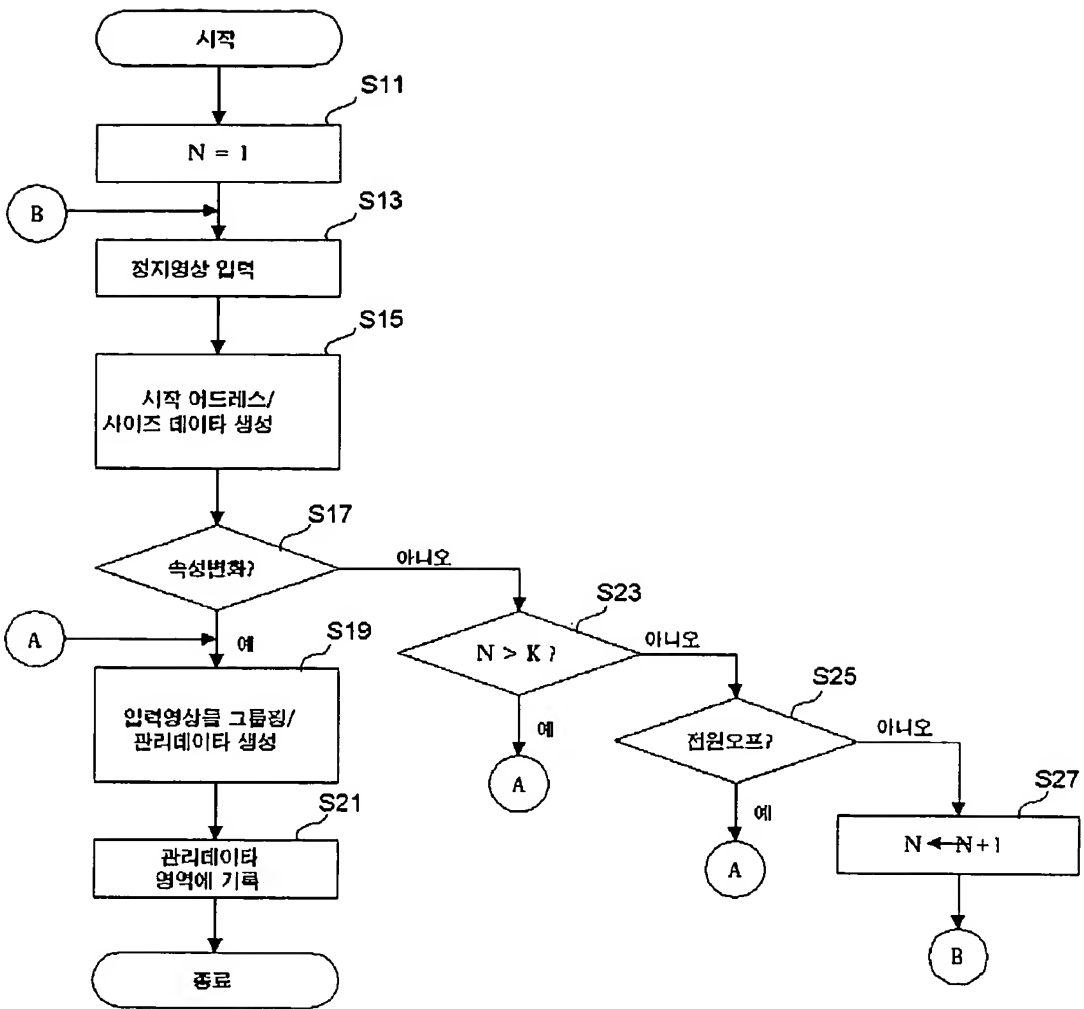 시작
S11
N = 1
B
S13
정지영상 입력
S15
시작 어드레스/
사이즈 데이타 생성
S17
속성변화?
아니오
예
A
S19
입력영상들 그룹핑/
관리데이타 생성
S21
관리데이타
영역에 기록
종료
S23
N > K ?
아니오
예
A
S25
전원오프?
아니오
예
A
S27
N ← N+1
B